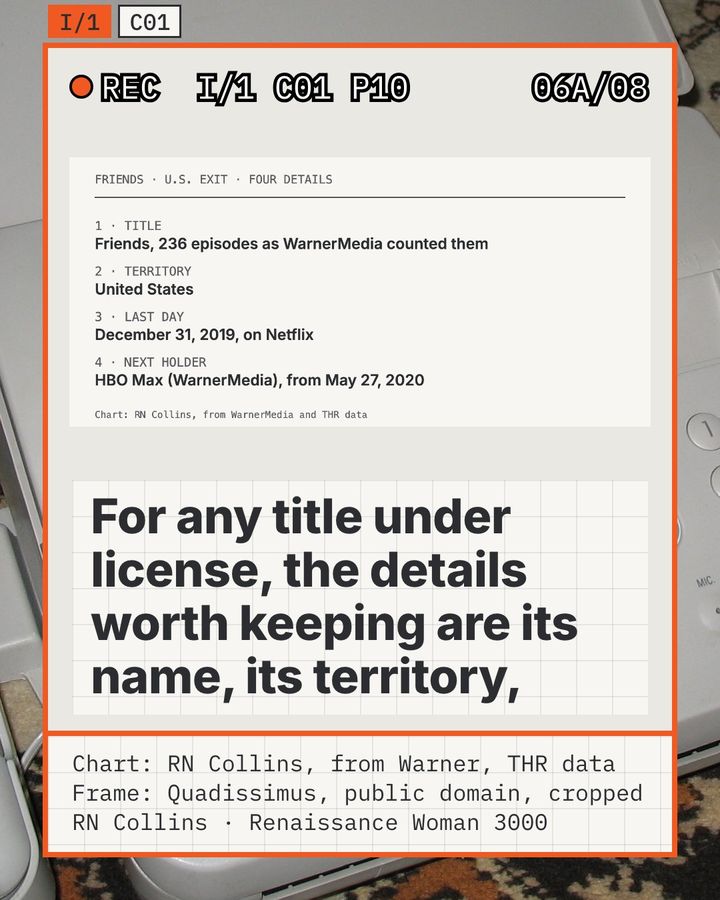 I/1 C01
REC I/1 C01 P10 06A/08
FRIENDS · U.S. EXIT · FOUR DETAILS
1 · TITLE
Friends, 236 episodes as WarnerMedia counted them
2 · TERRITORY
United States
3 · LAST DAY
December 31, 2019, on Netflix
4 · NEXT HOLDER
HBO Max (WarnerMedia), from May 27, 2020
Chart: RN Collins, from WarnerMedia and THR data
For any title under
license, the details
worth keeping are its
name, its territory,
Chart: RN Collins, from Warner, THR data
Frame: Quadissimus, public domain, cropped
RN Collins · Renaissance Woman 3000
1
MIC.